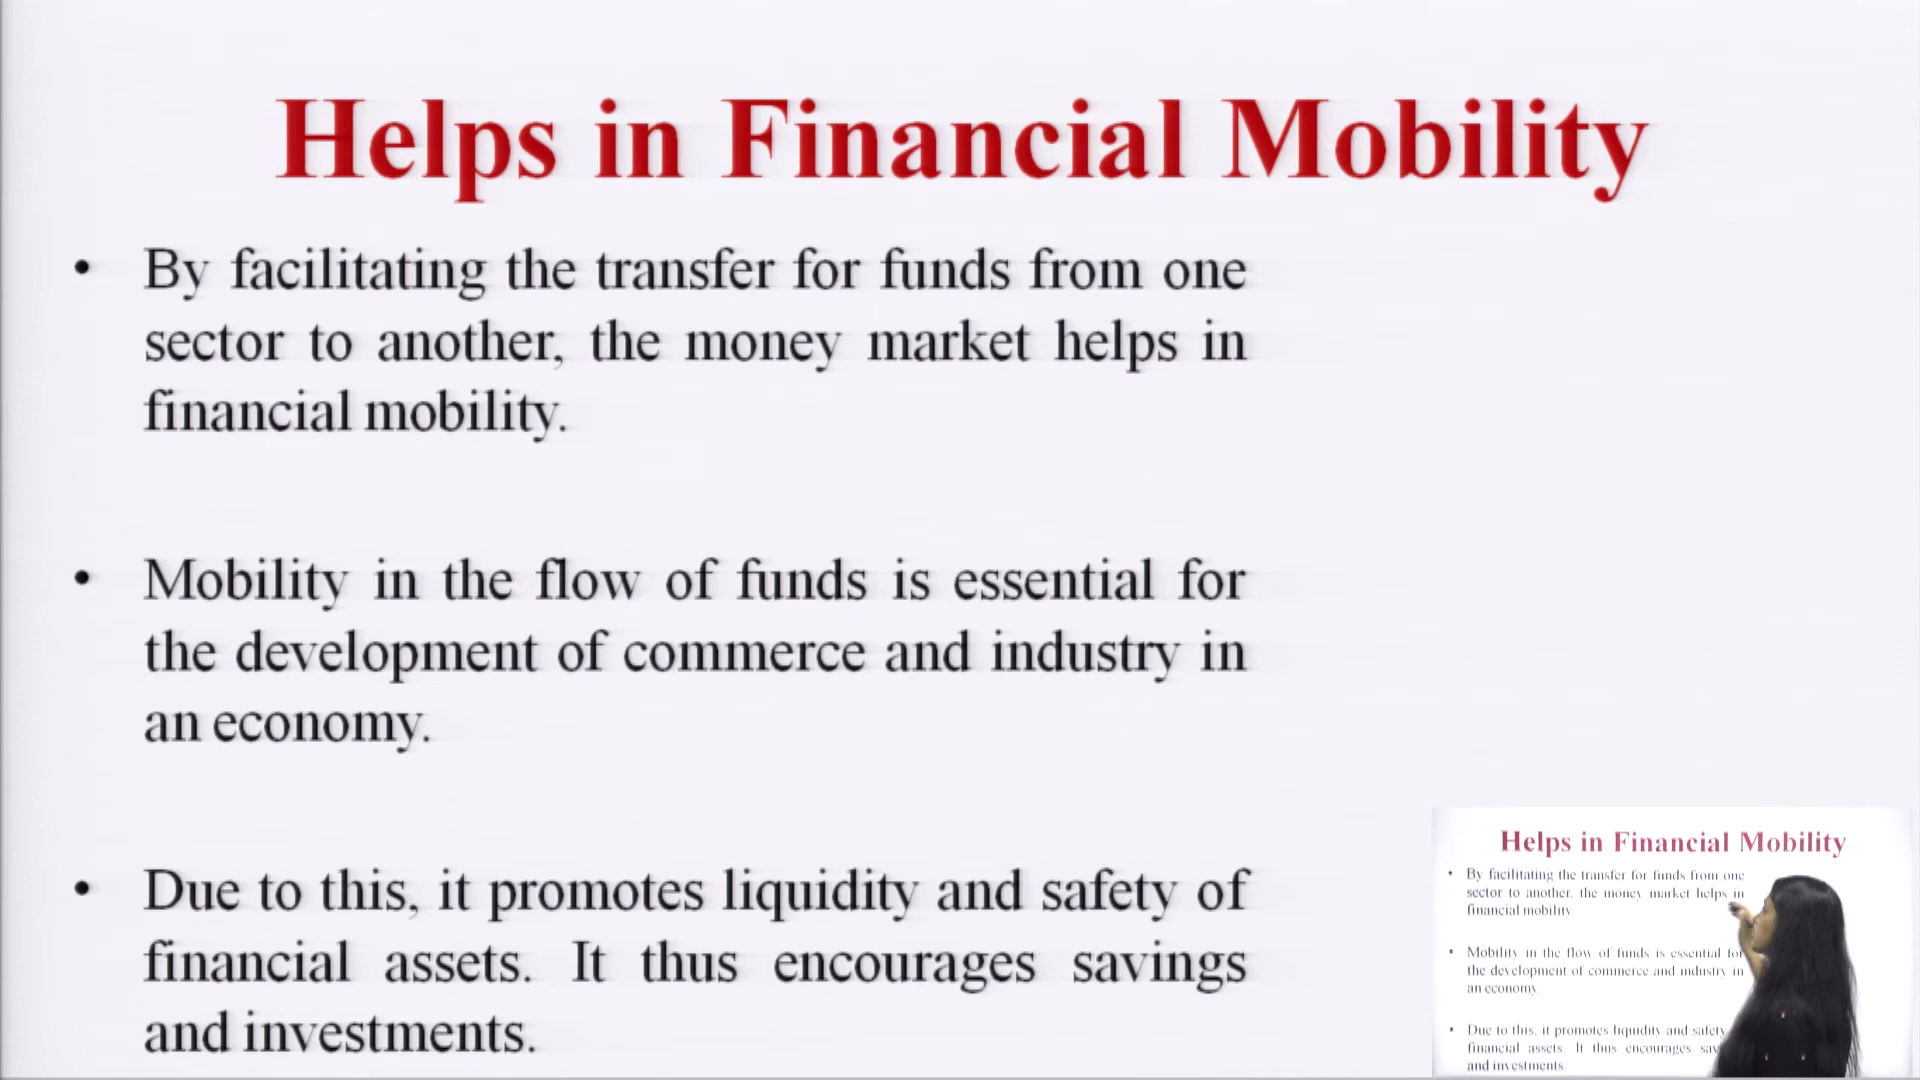 Helps in Financial Mobility
• By facilitating the transfer for funds from one
sector to another, the money market helps in
financial mobility.
• Mobility in the flow of funds is essential for
the development of commerce and industry in
an economy.
• Due to this, it promotes liquidity and safety of
financial assets. It thus encourages savings
and investments.
Helps in Financial Mobility
• By facilitating the transfer for funds from one
sector to another, the money market helps in
financial mobility.
• Mobility in the flow of funds is essential for
the development of commerce and industry in
an economy.
• Due to this, it promotes liquidity and safety
financial assets. It thus encourages
and investments.